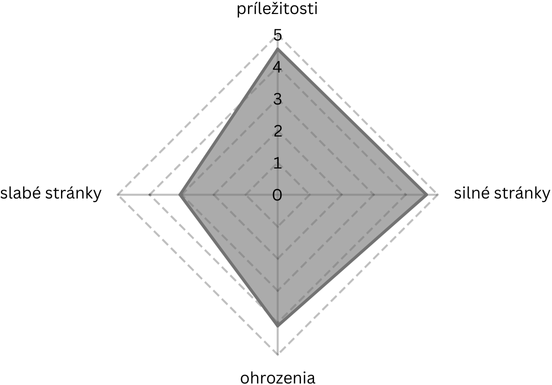 príležitosti
5
4
3
2
1
0
slabé stránky
silné stránky
ohrozenia